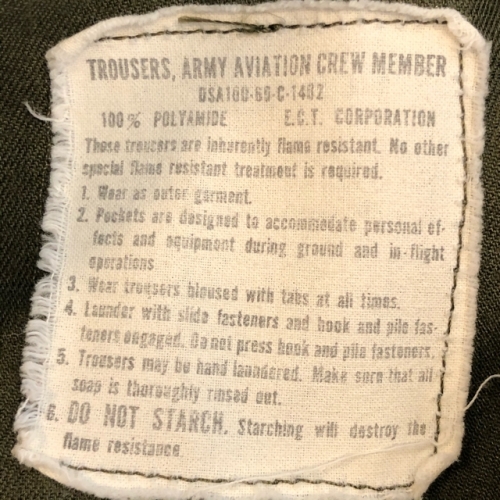 TROUSERS, ARMY AVIATION CREW MEMBER
DSA100-69-C-1402
100% POLYAMIDE E.C.T. CORPORATION
These trousers are inherently flame resistant. No other
special flame resistant treatment is required.
1. Wear as outer garment.
2. Pockets are designed to accommodate personal ef-
fects and equipment during ground and in-flight
operations
3. Wear trousers bloused with tabs at all times.
4. Launder with slide fasteners and hook and pile fas-
teners engaged. Do not press hook and pile fasteners.
5. Trousers may be hand laundered. Make sure that all
soap is thoroughly rinsed out.
6. DO NOT STARCH. Starching will destroy the
flame resistance.